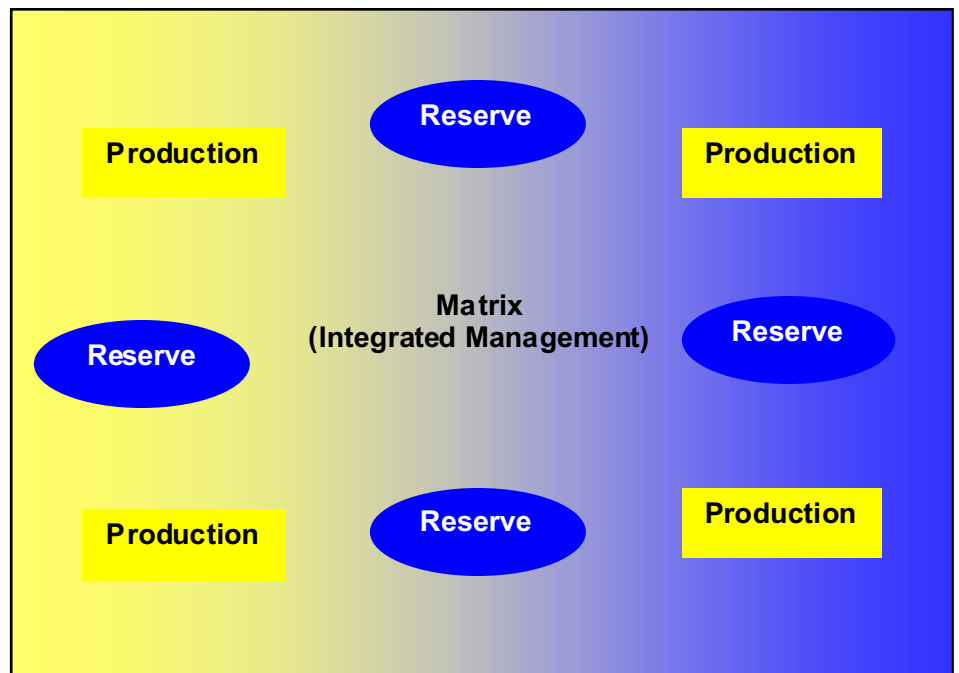 Reserve
Production
Production
Matrix
(Integrated Management)
Reserve
Reserve
Production
Reserve
Production